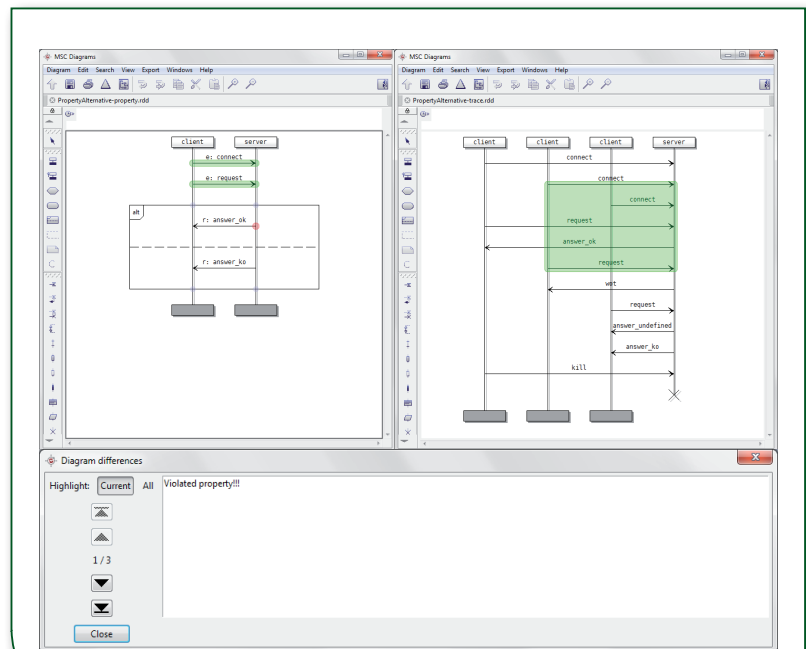 MSC Diagrams
Diagram Edit Search View Export Windows Help
PropertyAlternative-property.rdd
client server
e: connect
e: request
alt
r: answer_ok
r: answer_ko
MSC Diagrams
Diagram Edit Search View Export Windows Help
PropertyAlternative-trace.rdd
client client client server
connect
connect
connect
request
answer_ok
request
wot
request
answer_undefined
answer_ko
kill
Diagram differences
Highlight: Current All
Violated property!!!
1 / 3
Close